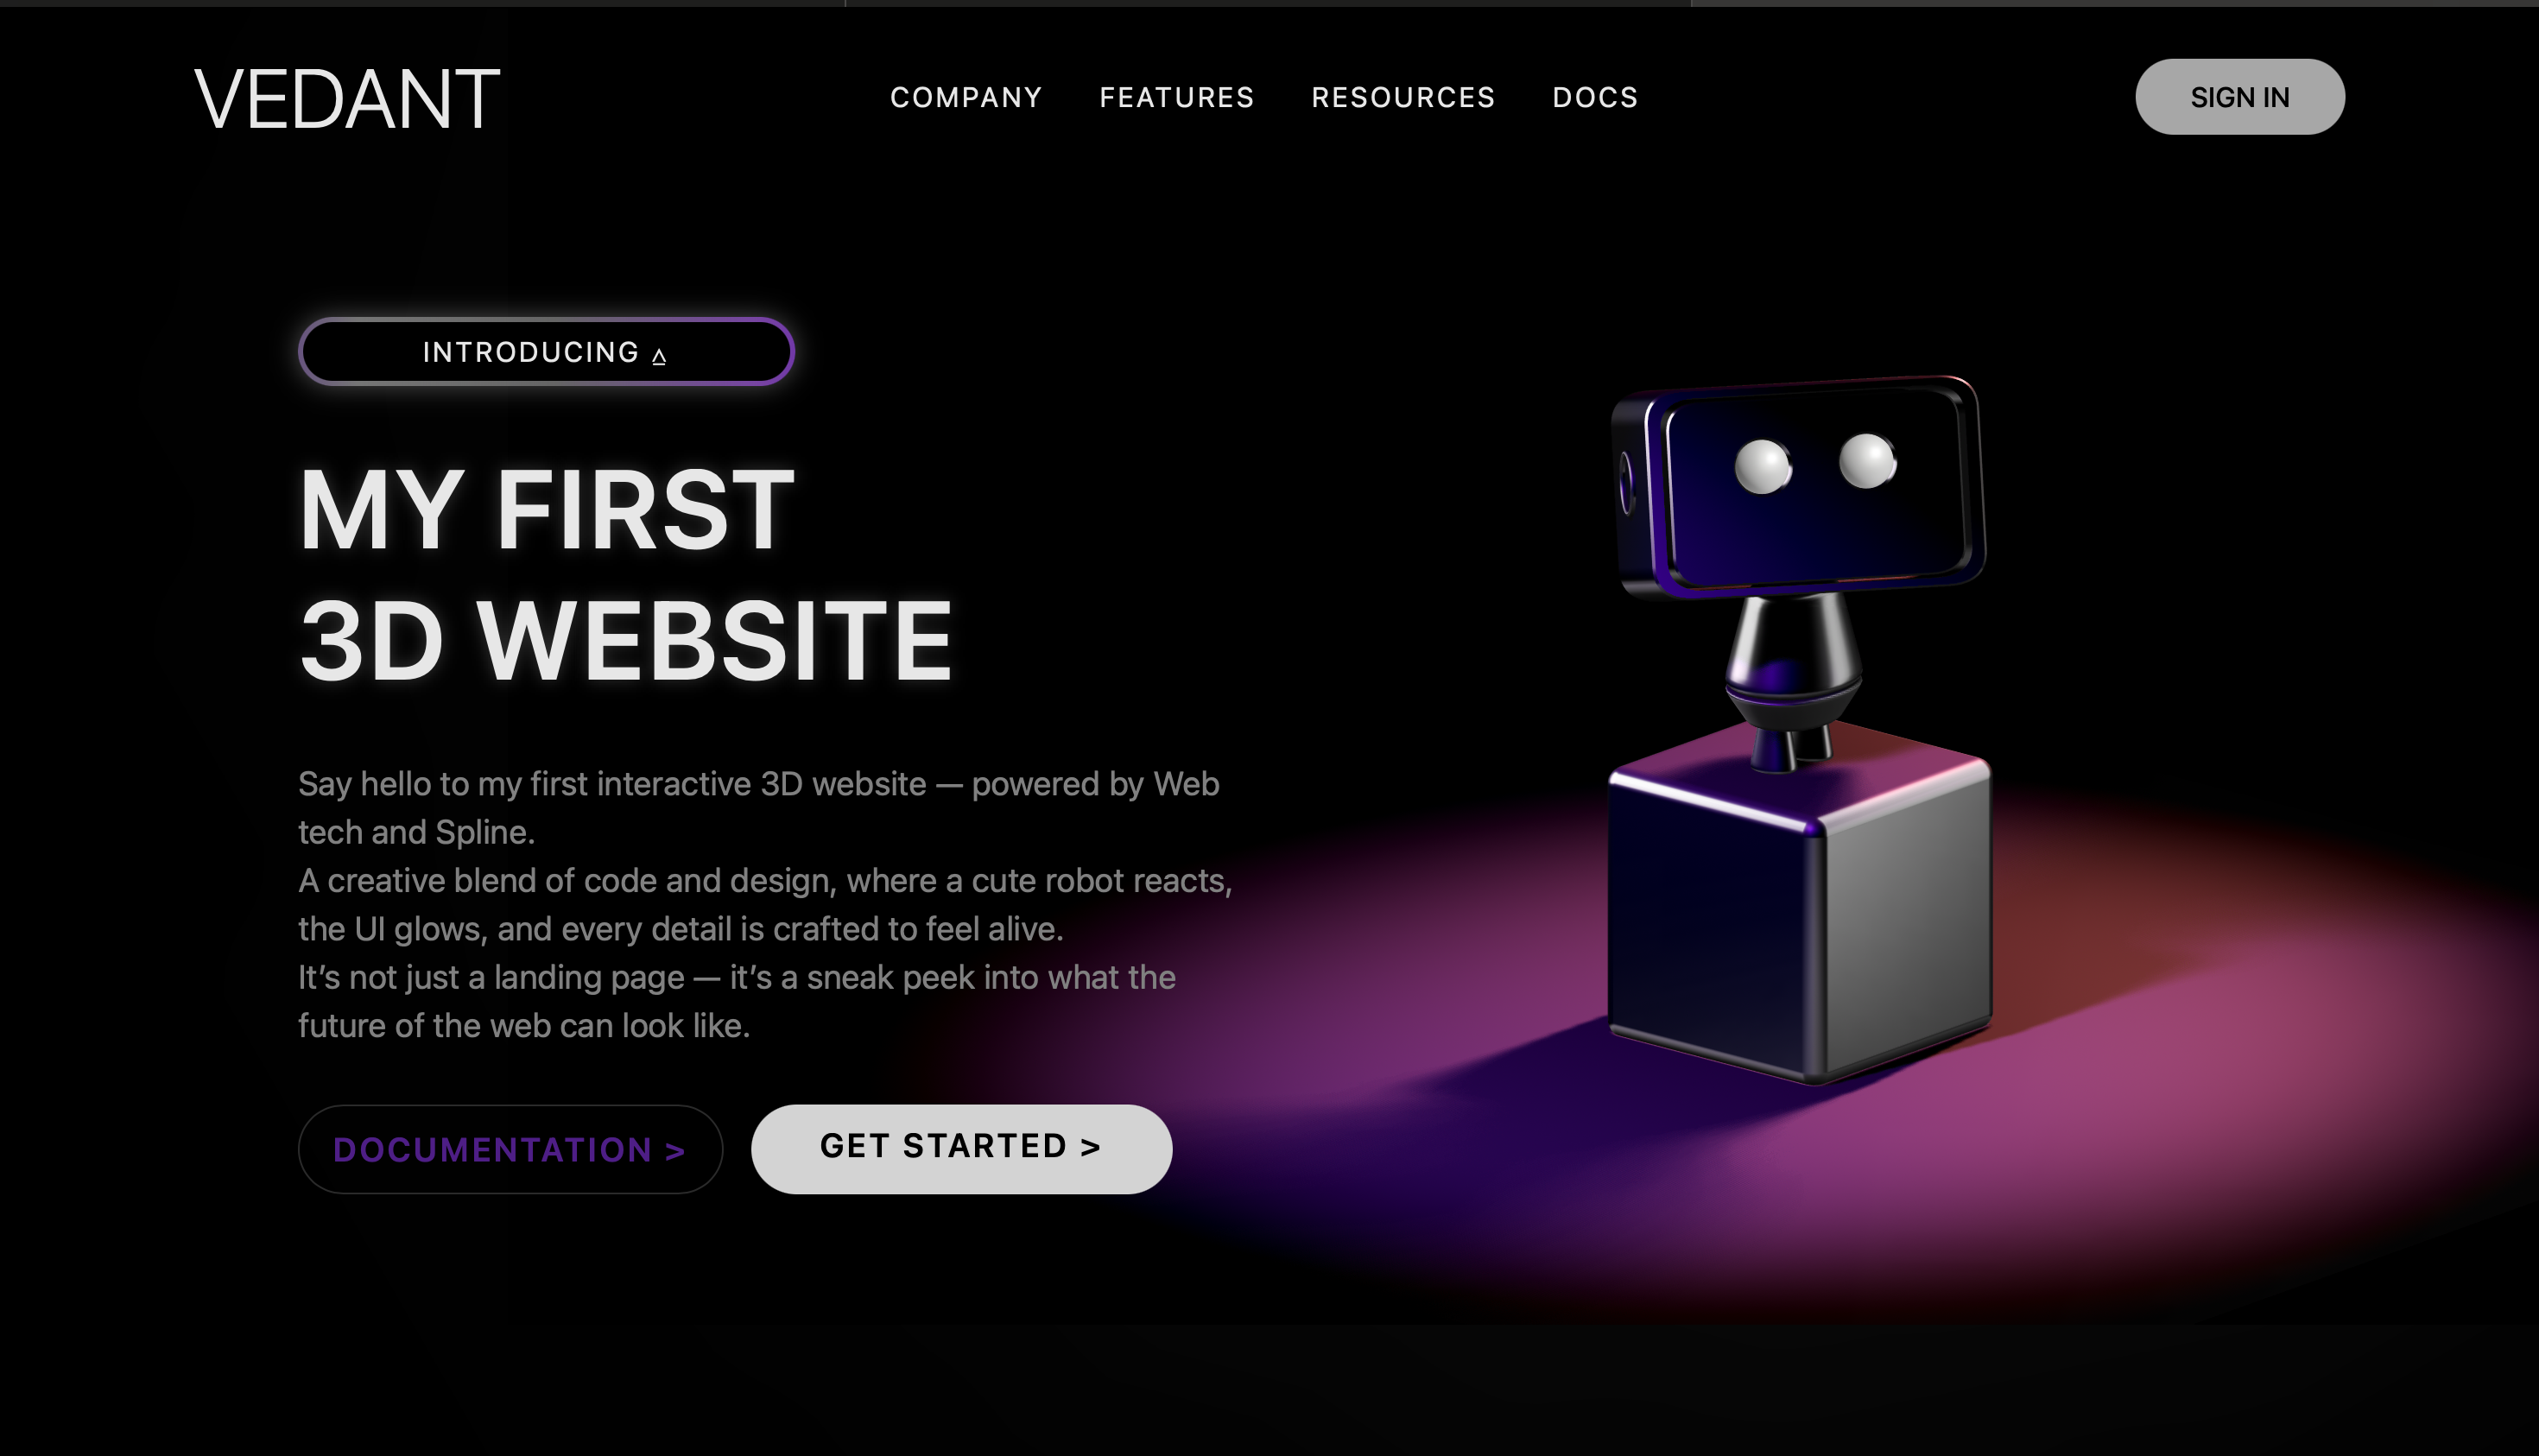 VEDANT
COMPANY FEATURES RESOURCES DOCS
SIGN IN
INTRODUCING ⍙
MY FIRST
3D WEBSITE
Say hello to my first interactive 3D website — powered by Web
tech and Spline.
A creative blend of code and design, where a cute robot reacts,
the UI glows, and every detail is crafted to feel alive.
It’s not just a landing page — it’s a sneak peek into what the
future of the web can look like.
DOCUMENTATION >
GET STARTED >